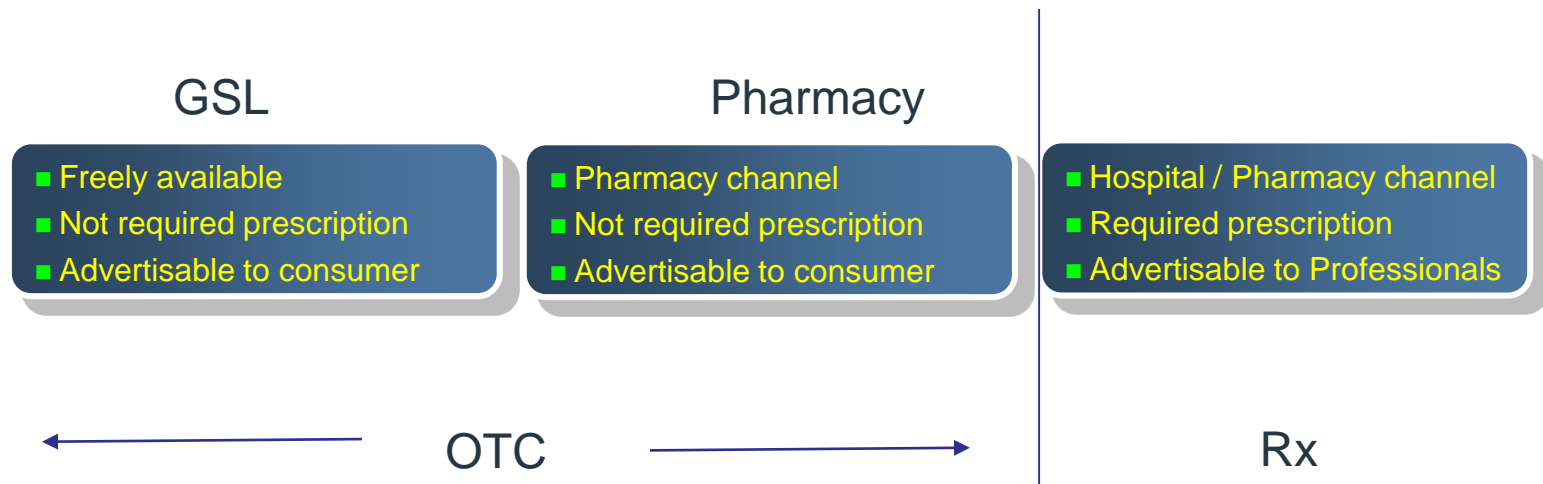 GSL
Pharmacy
Freely available
Not required prescription
Advertisable to consumer
Pharmacy channel
Not required prescription
Advertisable to consumer
Hospital / Pharmacy channel
Required prescription
Advertisable to Professionals
OTC
Rx